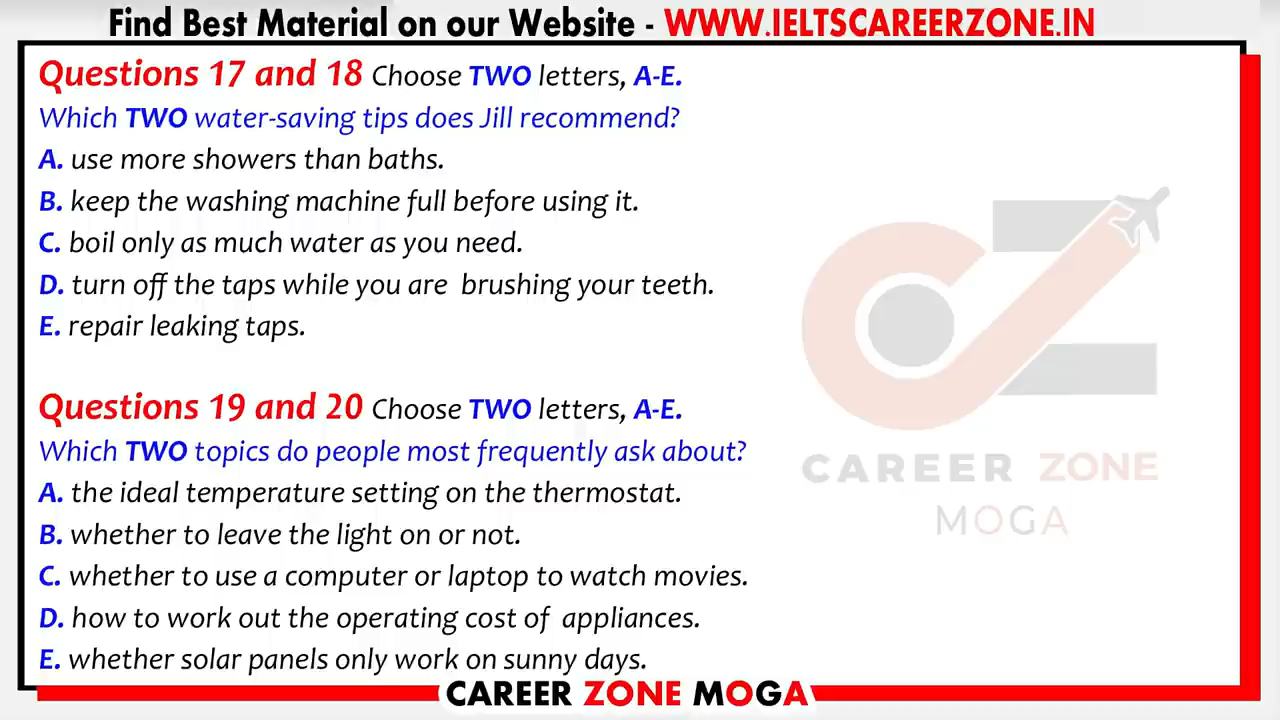 Find Best Material on our Website - WWW.IELTSCAREERZONE.IN
Questions 17 and 18 Choose TWO letters, A-E.
Which TWO water-saving tips does Jill recommend?
A. use more showers than baths.
B. keep the washing machine full before using it.
C. boil only as much water as you need.
D. turn off the taps while you are brushing your teeth.
E. repair leaking taps.
Questions 19 and 20 Choose TWO letters, A-E.
Which TWO topics do people most frequently ask about?
A. the ideal temperature setting on the thermostat.
B. whether to leave the light on or not.
C. whether to use a computer or laptop to watch movies.
D. how to work out the operating cost of appliances.
E. whether solar panels only work on sunny days.
CAREER ZONE
MOGA
CAREER ZONE MOGA